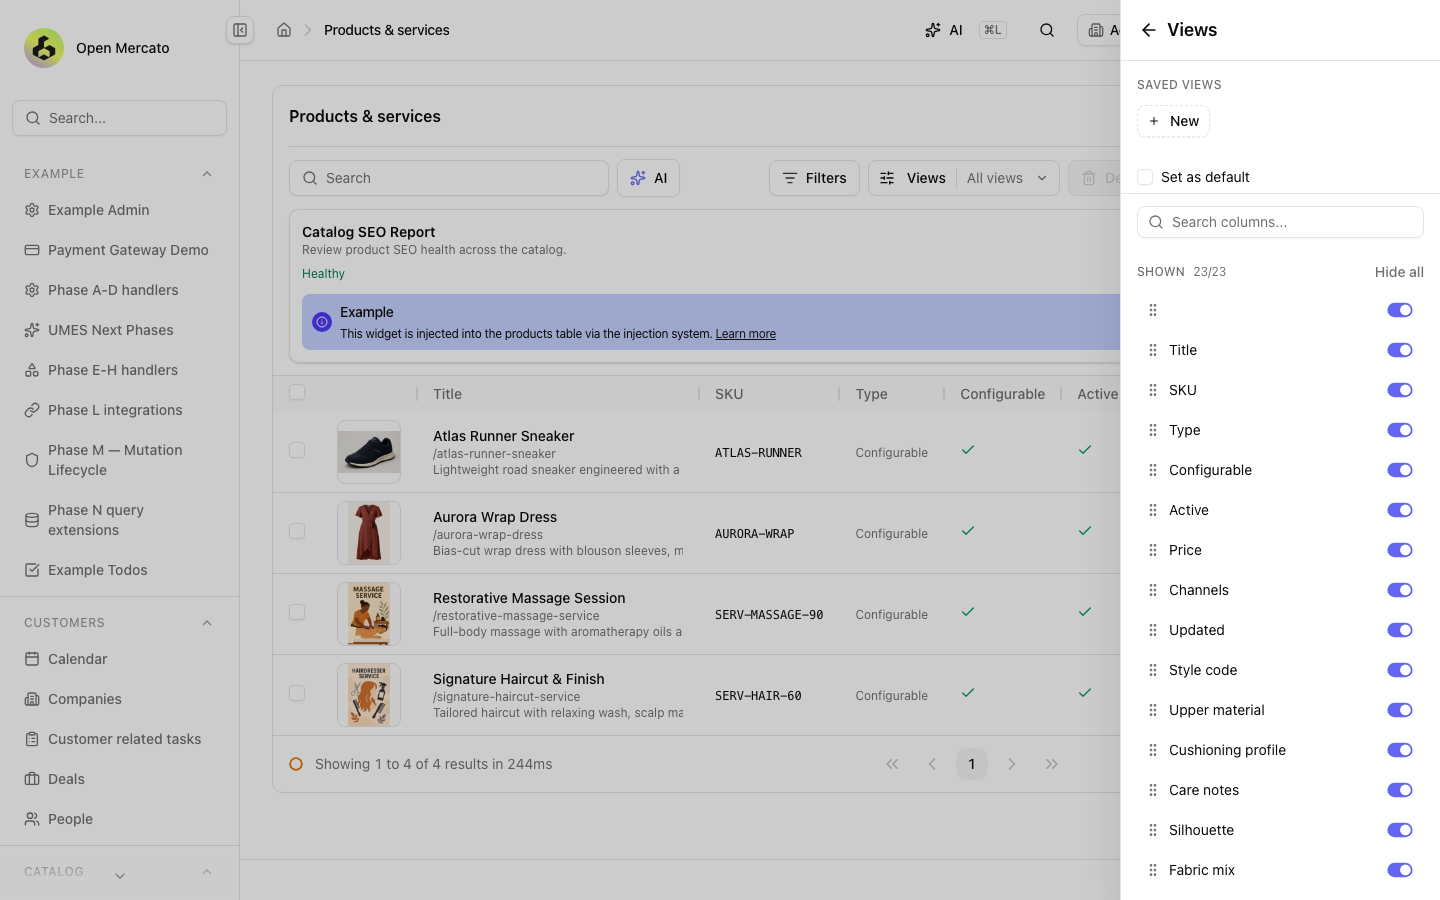 Open Mercato
Search...
EXAMPLE
Example Admin
Payment Gateway Demo
Phase A-D handlers
UMES Next Phases
Phase E-H handlers
Phase L integrations
Phase M — Mutation
Lifecycle
Phase N query
extensions
Example Todos
CUSTOMERS
Calendar
Companies
Customer related tasks
Deals
People
CATALOG
Products & services
AI ⌘L
Products & services
Search
AI
Filters
Views All views
De
Catalog SEO Report
Review product SEO health across the catalog.
Healthy
Example
This widget is injected into the products table via the injection system. Learn more
Title SKU Type Configurable Active
Atlas Runner Sneaker
/atlas-runner-sneaker
Lightweight road sneaker engineered with a
ATLAS-RUNNER
Configurable
Aurora Wrap Dress
/aurora-wrap-dress
Bias-cut wrap dress with blouson sleeves, m
AURORA-WRAP
Configurable
MASSAGE
SERVICE
Restorative Massage Session
/restorative-massage-service
Full-body massage with aromatherapy oils a
SERV-MASSAGE-90
Configurable
HAIRDRESSER
SERVICE
Signature Haircut & Finish
/signature-haircut-service
Tailored haircut with relaxing wash, scalp ma
SERV-HAIR-60
Configurable
Showing 1 to 4 of 4 results in 244ms
1
Views
SAVED VIEWS
+ New
Set as default
Search columns...
SHOWN 23/23 Hide all
Title
SKU
Type
Configurable
Active
Price
Channels
Updated
Style code
Upper material
Cushioning profile
Care notes
Silhouette
Fabric mix